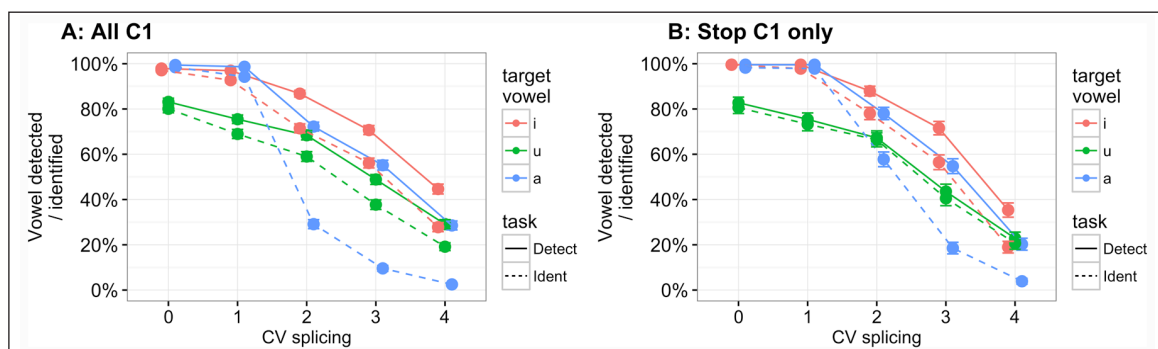 A: All C1
Vowel detected
/ identified
100%
80%
60%
40%
20%
0%
0 1 2 3 4
CV splicing
target
vowel
i
u
a
task
Detect
Ident
B: Stop C1 only
Vowel detected
/ identified
100%
80%
60%
40%
20%
0%
0 1 2 3 4
CV splicing
target
vowel
i
u
a
task
Detect
Ident